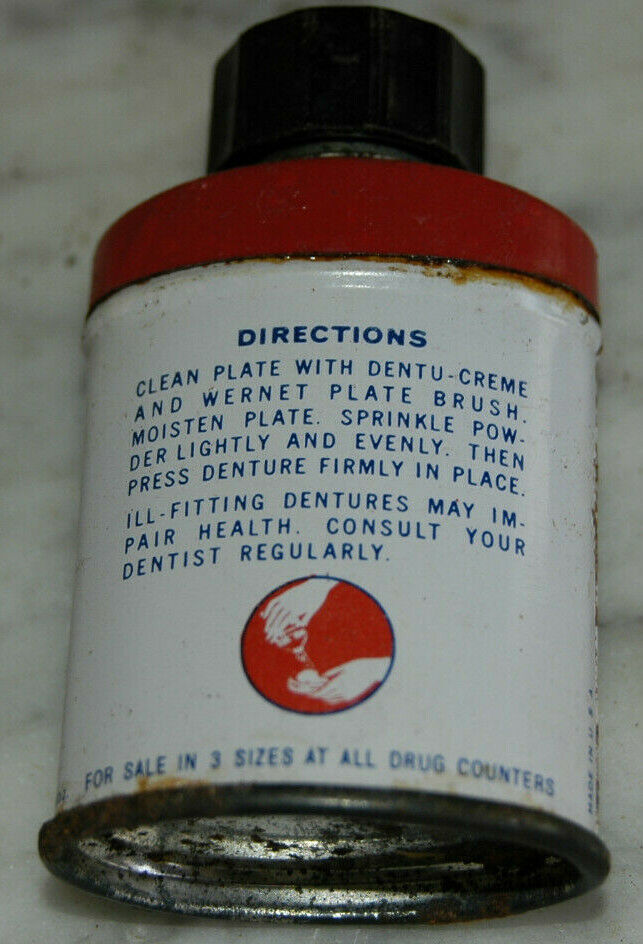 DIRECTIONS
CLEAN PLATE WITH DENTU-CREME
AND WERNET PLATE BRUSH.
MOISTEN PLATE. SPRINKLE POW-
DER LIGHTLY AND EVENLY. THEN
PRESS DENTURE FIRMLY IN PLACE.
ILL-FITTING DENTURES MAY IM-
PAIR HEALTH. CONSULT YOUR
DENTIST REGULARLY.
FOR SALE IN 3 SIZES AT ALL DRUG COUNTERS
MADE IN U.S.A.